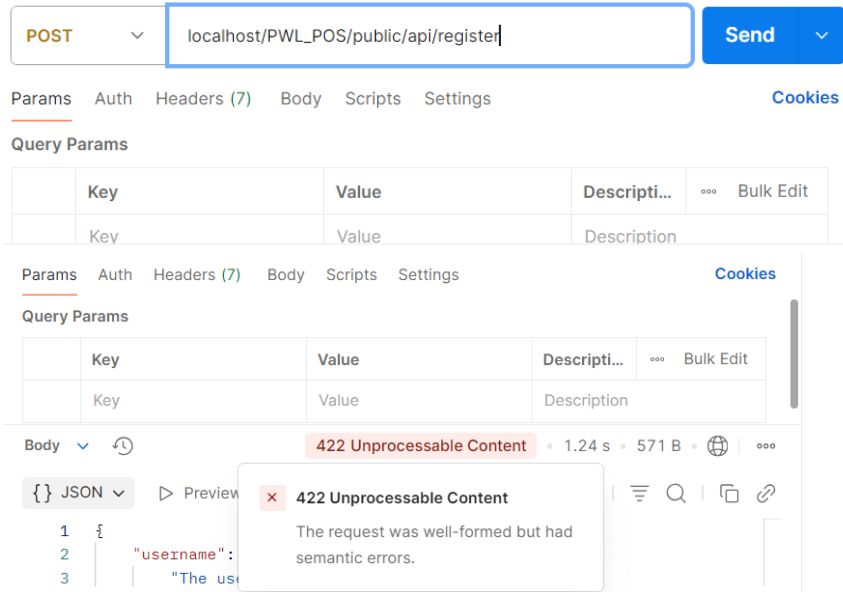 POST localhost/PWL_POS/public/api/register Send
Params Auth Headers (7) Body Scripts Settings Cookies
Query Params
Key Value Descripti... Bulk Edit
Key Value Description
Params Auth Headers (7) Body Scripts Settings Cookies
Query Params
Key Value Descripti... Bulk Edit
Key Value Description
Body 422 Unprocessable Content 1.24 s 571 B
{} JSON Preview
422 Unprocessable Content
The request was well-formed but had
semantic errors.
1 {
2 "username":
3 "The